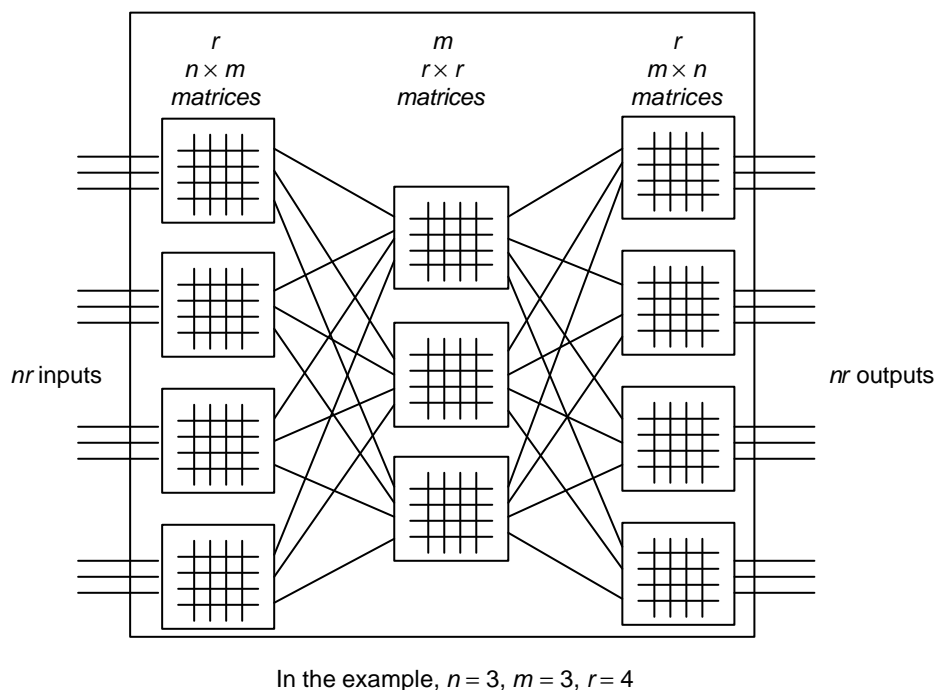 r
n × m
matrices
m
r × r
matrices
r
m × n
matrices
nr inputs
nr outputs
In the example, n = 3, m = 3, r = 4